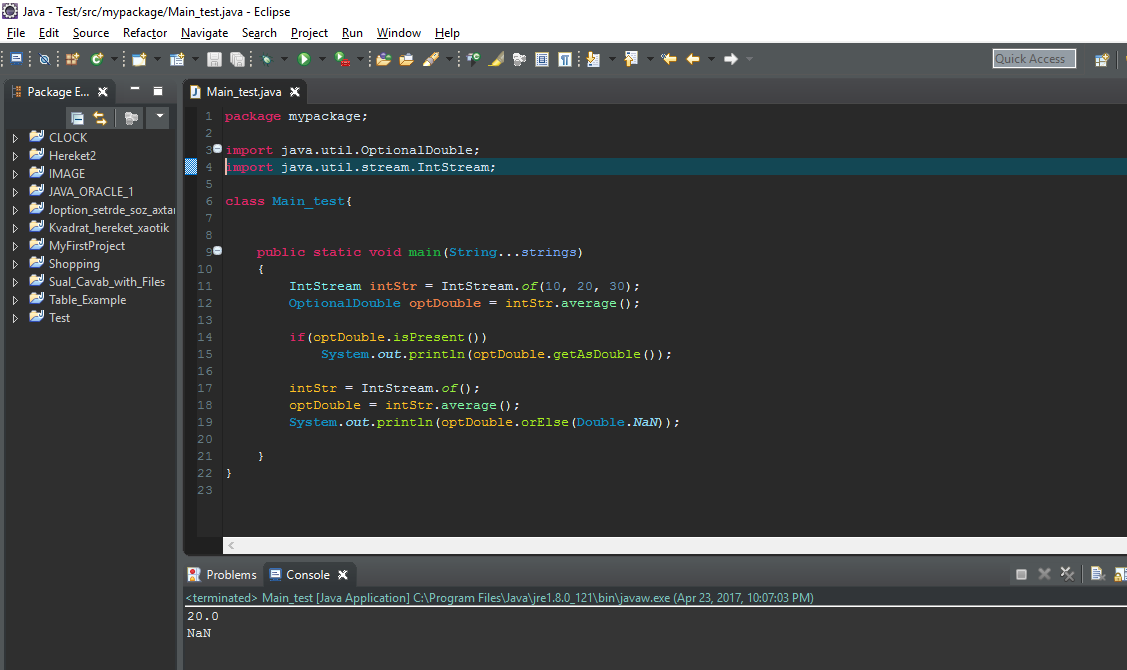 Java - Test/src/mypackage/Main_test.java - Eclipse
File Edit Source Refactor Navigate Search Project Run Window Help
Quick Access
Package E...
CLOCK
Hereket2
IMAGE
JAVA_ORACLE_1
Joption_setrde_soz_axtar
Kvadrat_hereket_xaotik
MyFirstProject
Shopping
Sual_Cavab_with_Files
Table_Example
Test
Main_test.java
1 package mypackage;
2
3 import java.util.OptionalDouble;
4 import java.util.stream.IntStream;
5
6 class Main_test{
7
8
9 public static void main(String...strings)
10 {
11 IntStream intStr = IntStream.of(10, 20, 30);
12 OptionalDouble optDouble = intStr.average();
13
14 if(optDouble.isPresent())
15 System.out.println(optDouble.getAsDouble());
16
17 intStr = IntStream.of();
18 optDouble = intStr.average();
19 System.out.println(optDouble.orElse(Double.NaN));
20
21 }
22 }
23
Problems Console
<terminated> Main_test [Java Application] C:\Program Files\Java\jre1.8.0_121\bin\javaw.exe (Apr 23, 2017, 10:07:03 PM)
20.0
NaN